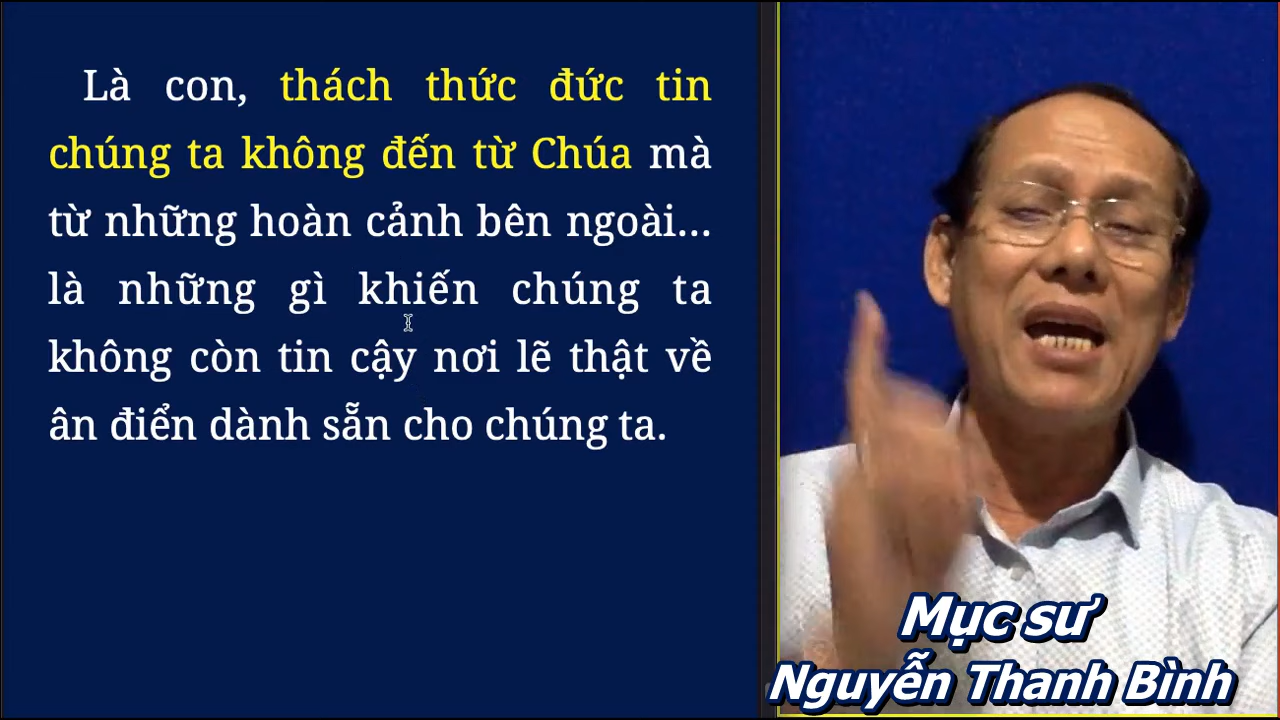 Là con, thách thức đức tin
chúng ta không đến từ Chúa mà
từ những hoàn cảnh bên ngoài...
là những gì khiến chúng ta
không còn tin cậy nơi lẽ thật về
ân điển dành sẵn cho chúng ta.
Mục sư
Nguyễn Thanh Bình